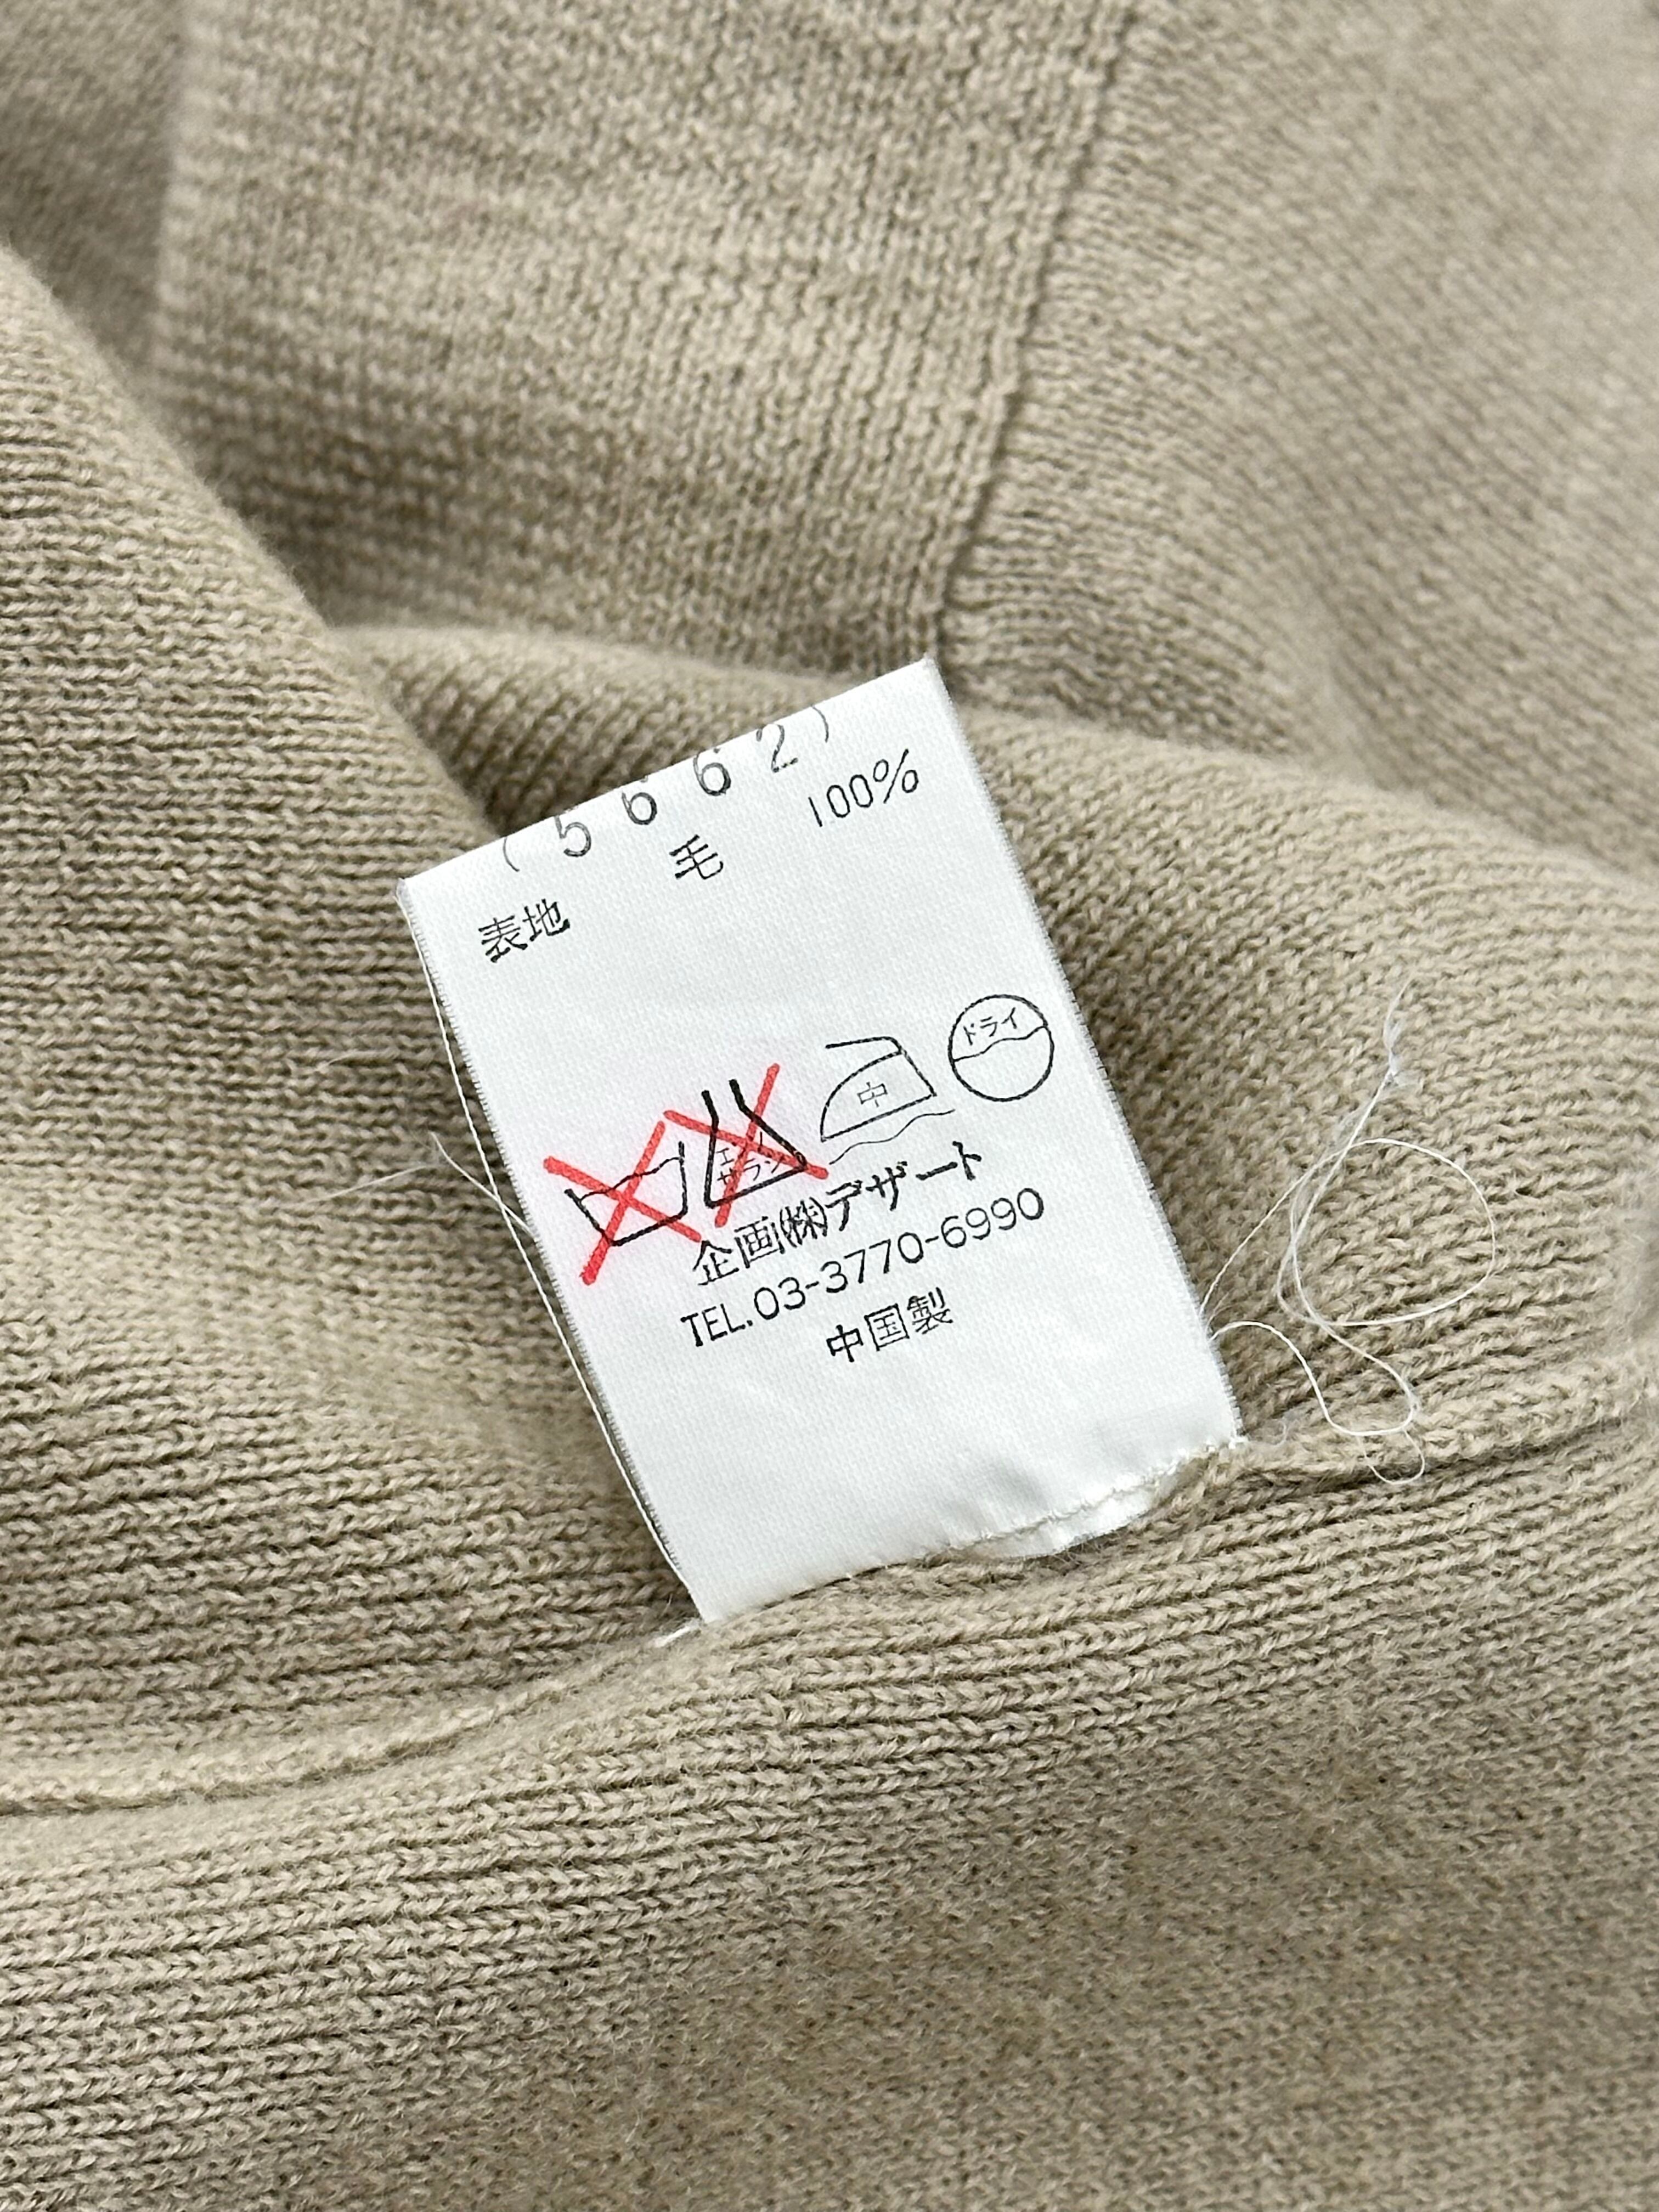 (5662)
毛 100%
表地
エンソ
サラシ
中
ドライ
企画(株)デザート
TEL.03-3770-6990
中国製